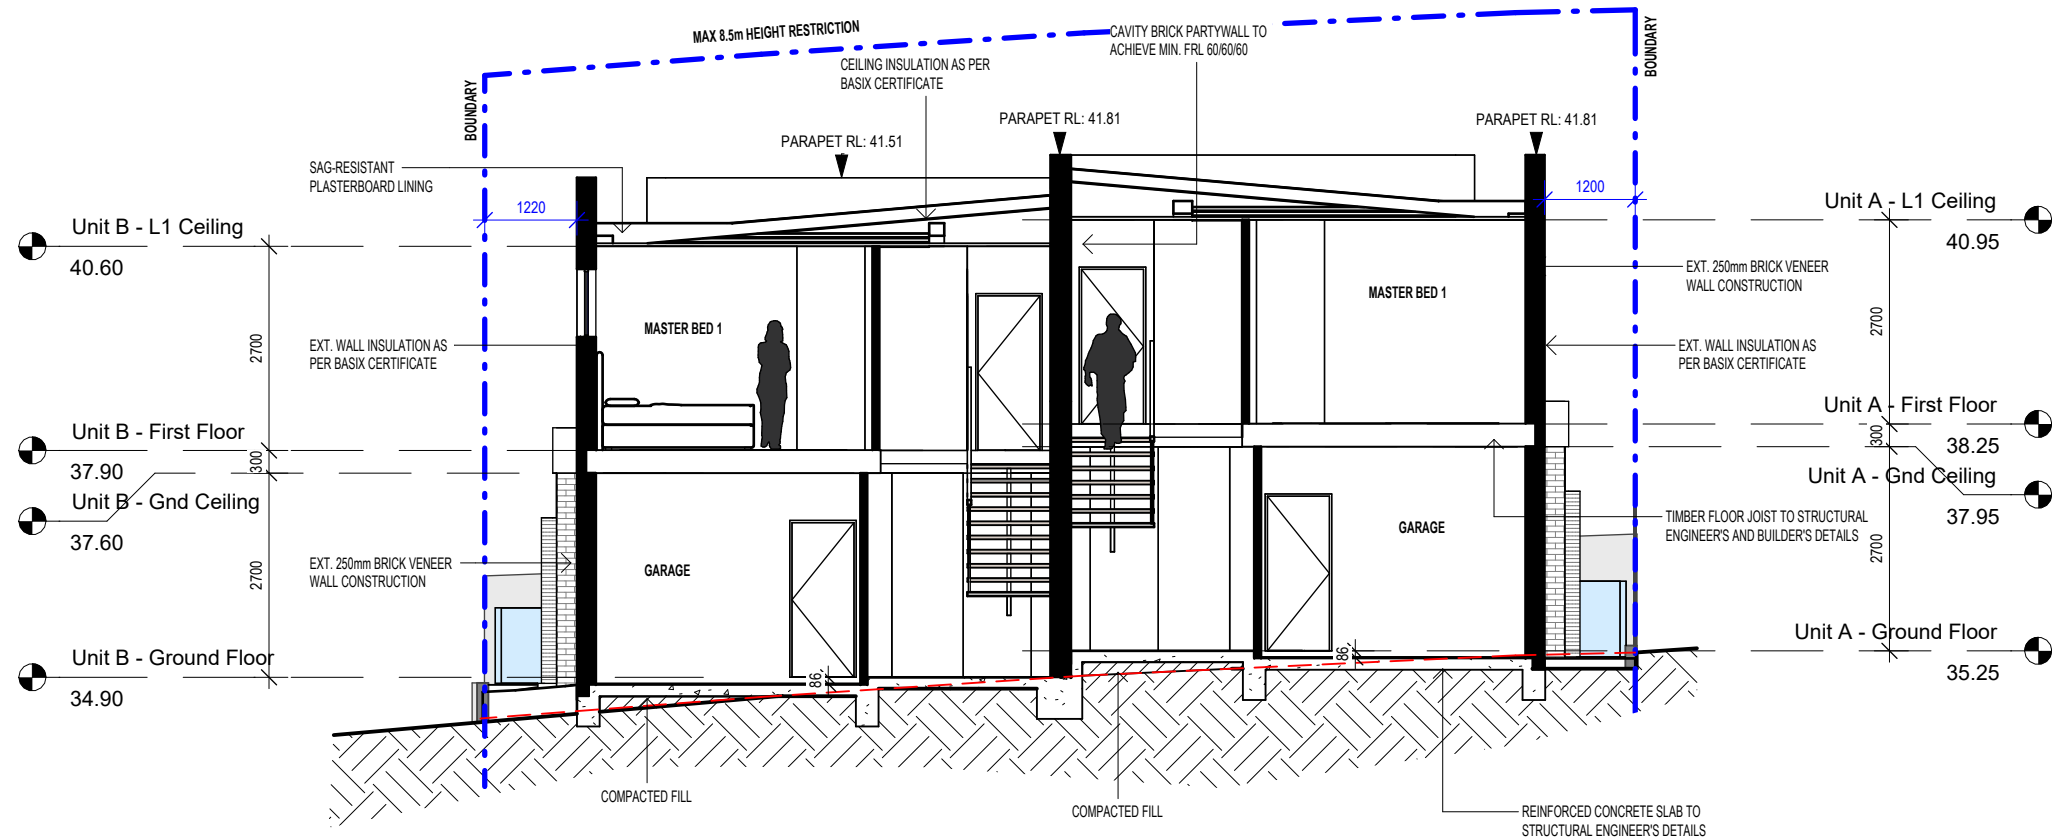 MAX 8.5m HEIGHT RESTRICTION
CAVITY BRICK PARTYWALL TO
ACHIEVE MIN. FRL 60/60/60
BOUNDARY
BOUNDARY
CEILING INSULATION AS PER
BASIX CERTIFICATE
PARAPET RL: 41.81
PARAPET RL: 41.81
PARAPET RL: 41.51
SAG-RESISTANT
PLASTERBOARD LINING
1220
1200
Unit B - L1 Ceiling
40.60
Unit A - L1 Ceiling
40.95
EXT. 250mm BRICK VENEER
WALL CONSTRUCTION
MASTER BED 1
MASTER BED 1
2700
2700
EXT. WALL INSULATION AS
PER BASIX CERTIFICATE
EXT. WALL INSULATION AS
PER BASIX CERTIFICATE
Unit B - First Floor
37.90
Unit A - First Floor
38.25
300
300
Unit B - Gnd Ceiling
37.60
Unit A - Gnd Ceiling
37.95
TIMBER FLOOR JOIST TO STRUCTURAL
ENGINEER'S AND BUILDER'S DETAILS
GARAGE
GARAGE
EXT. 250mm BRICK VENEER
WALL CONSTRUCTION
2700
2700
Unit B - Ground Floor
34.90
Unit A - Ground Floor
35.25
86
86
COMPACTED FILL
COMPACTED FILL
REINFORCED CONCRETE SLAB TO
STRUCTURAL ENGINEER'S DETAILS